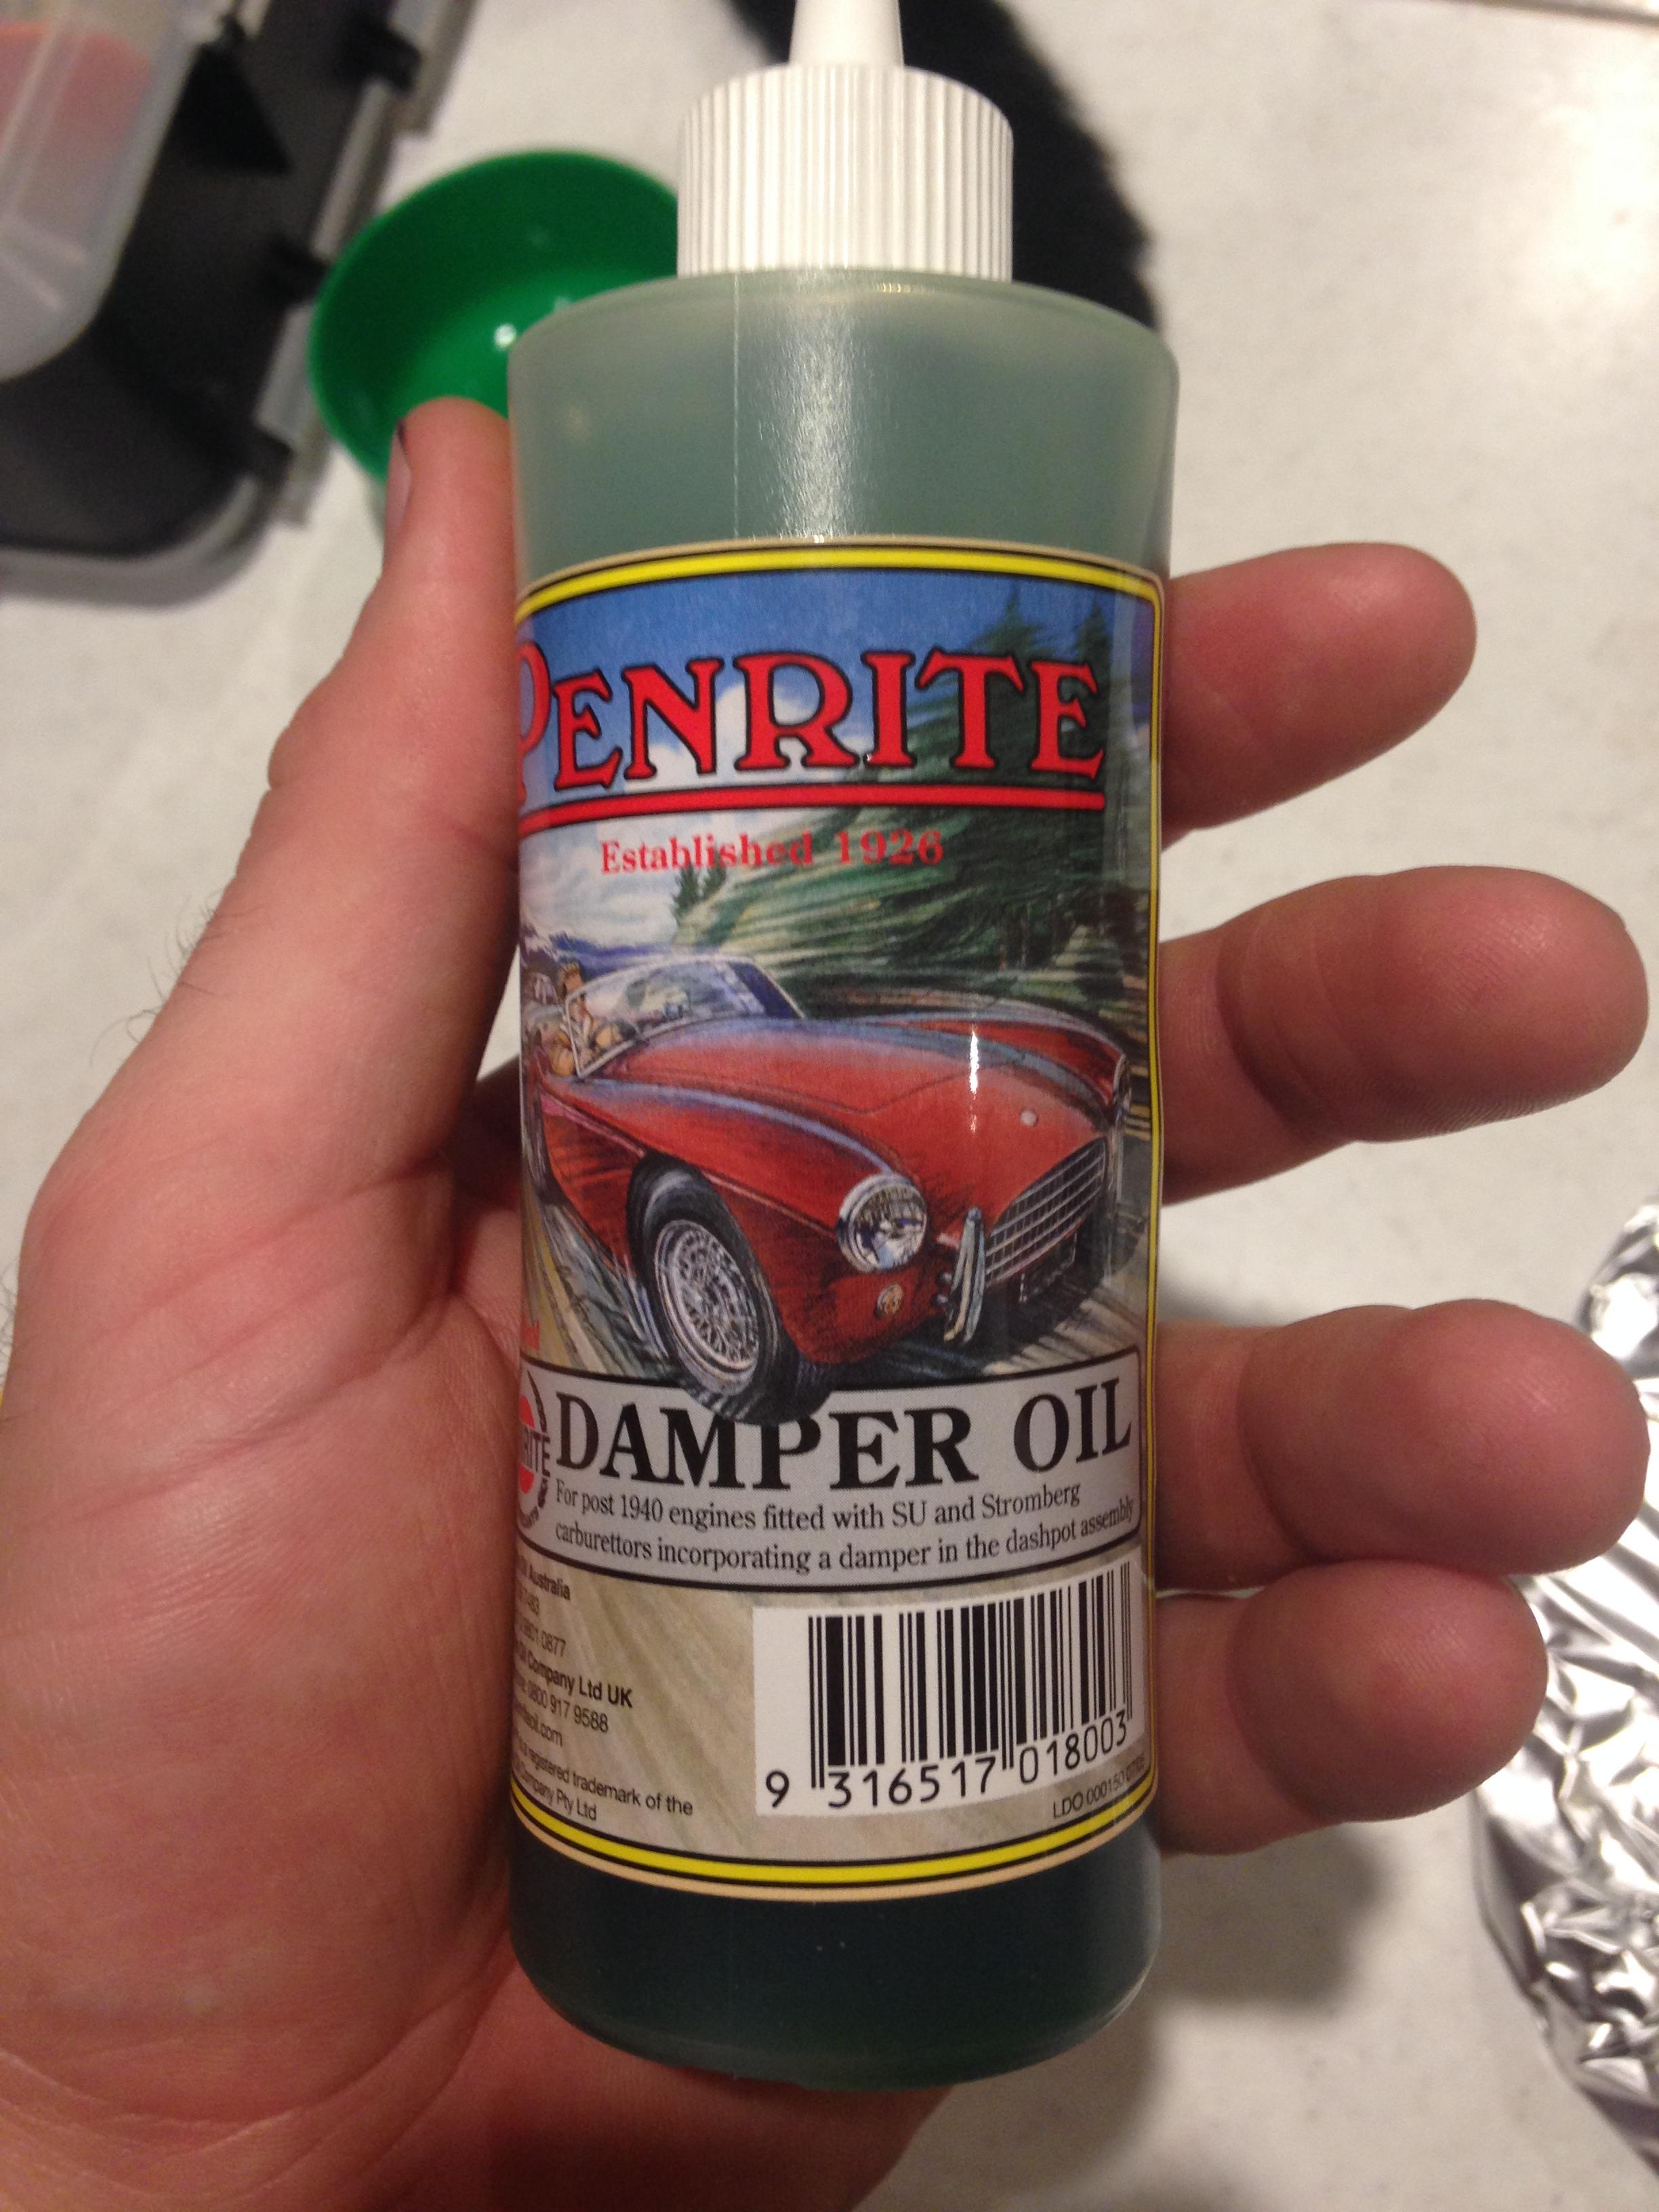 PENRITE
Established 1926
DAMPER OIL
For post 1940 engines fitted with SU and Stromberg
carburettors incorporating a damper in the dashpot assembly
Australia
0877
Company Ltd UK
0800 917 9588
registered trademark of the
Company Pty Ltd
9 316517 018003
LDO 000150